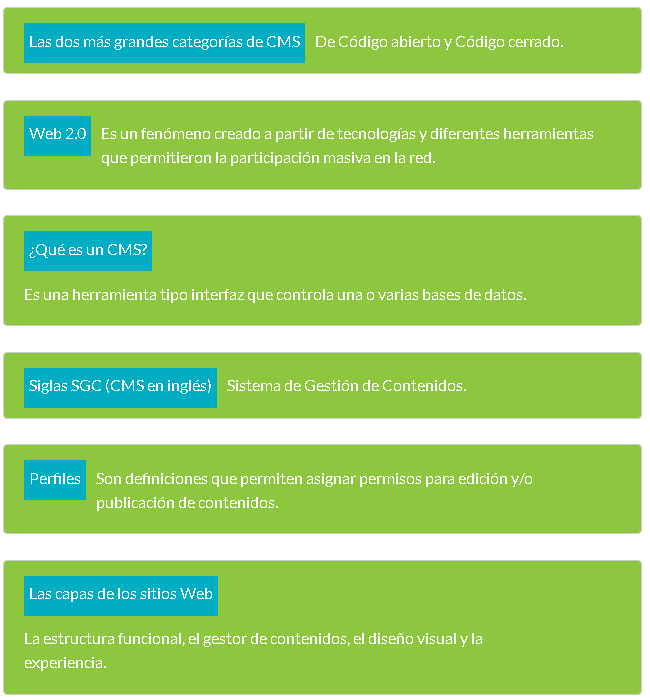 Las dos más grandes categorías de CMS De Código abierto y Código cerrado.
Web 2.0 Es un fenómeno creado a partir de tecnologías y diferentes herramientas
que permitieron la participación masiva en la red.
¿Qué es un CMS?
Es una herramienta tipo interfaz que controla una o varias bases de datos.
Siglas SGC (CMS en inglés) Sistema de Gestión de Contenidos.
Perfiles Son definiciones que permiten asignar permisos para edición y/o
publicación de contenidos.
Las capas de los sitios Web
La estructura funcional, el gestor de contenidos, el diseño visual y la
experiencia.